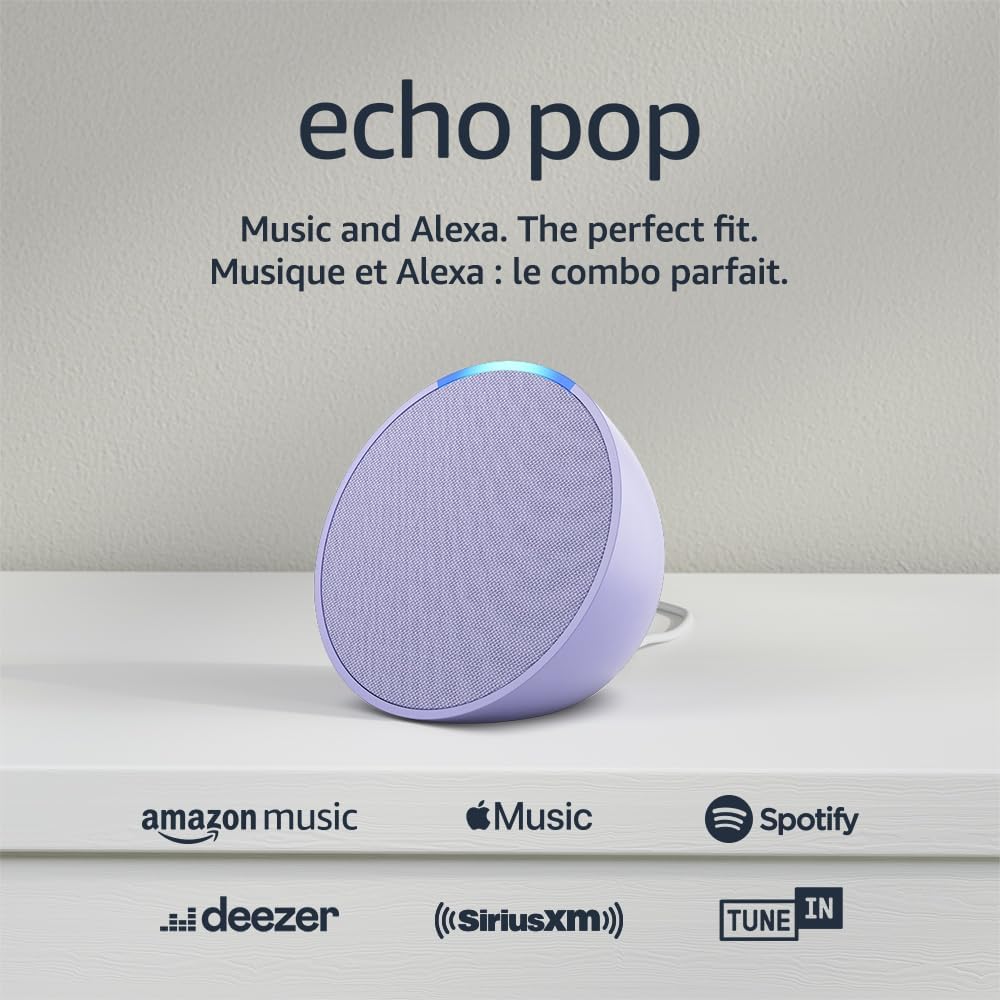 echo pop
Music and Alexa. The perfect fit.
Musique et Alexa : le combo parfait.
amazon music
Music
Spotify
deezer
SiriusXM
TUNE IN